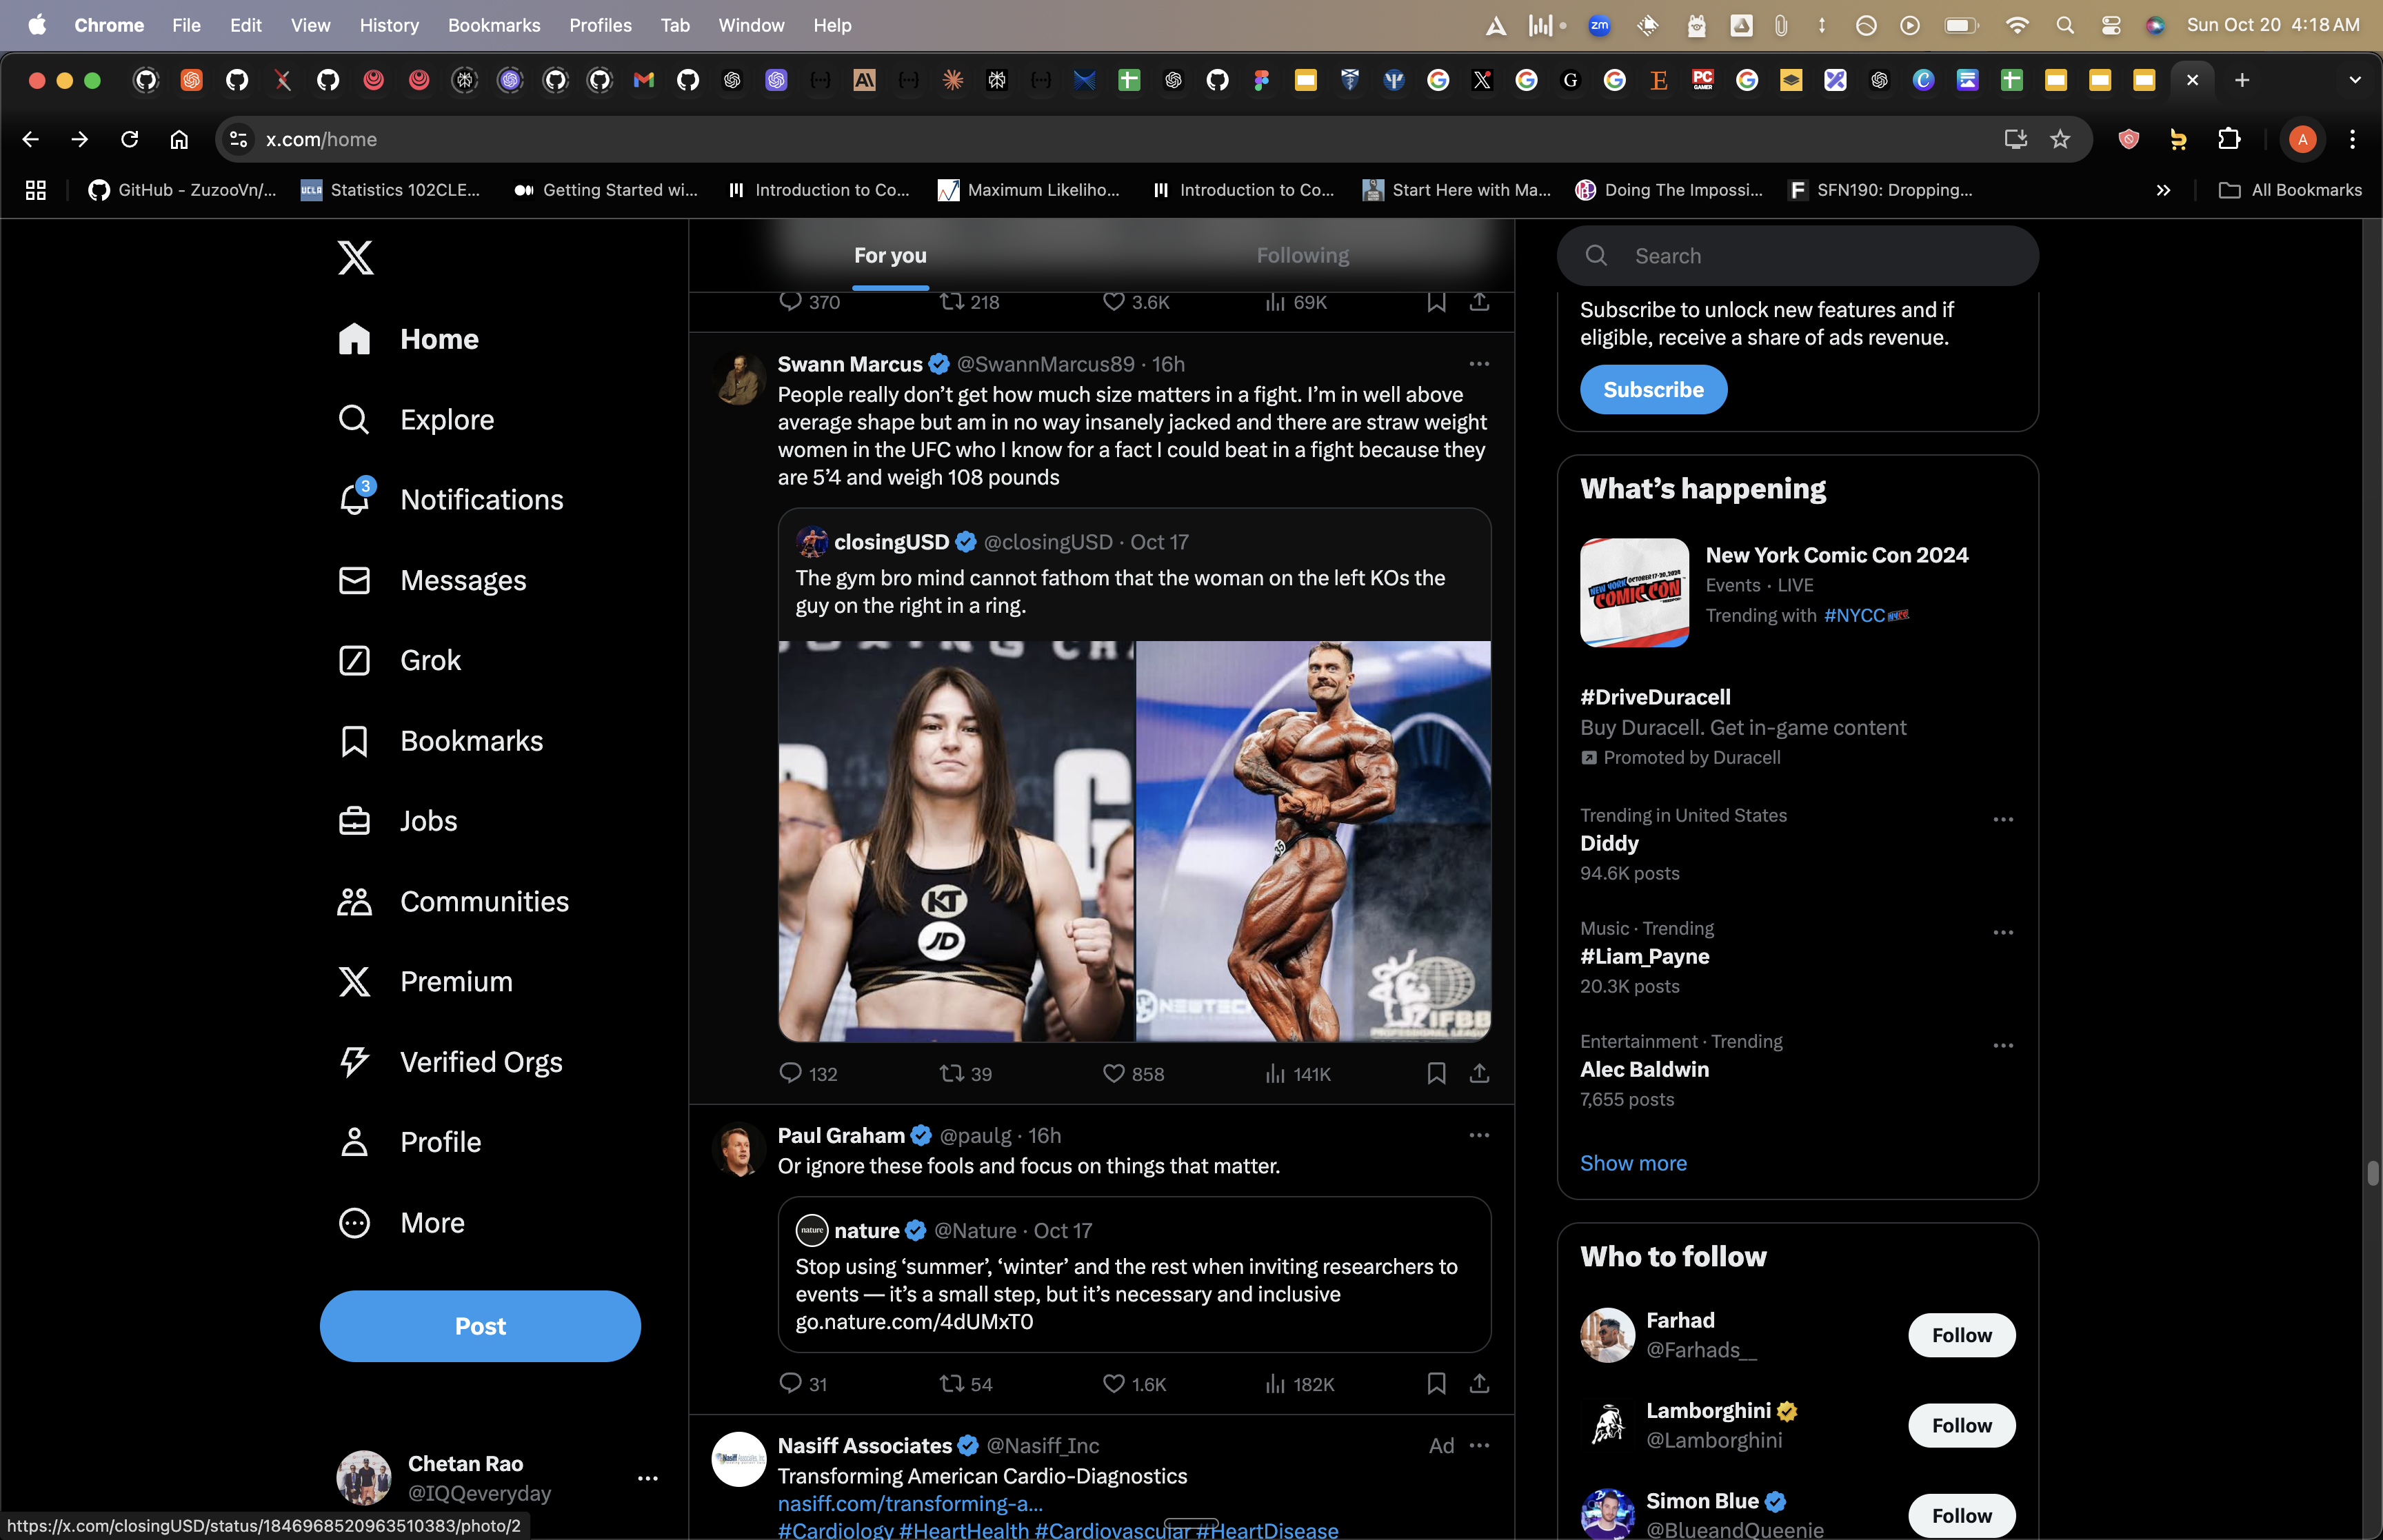 Chrome File Edit View History Bookmarks Profiles Tab Window Help
zm
Sun Oct 20 4:18 AM
x.com/home
A
GitHub - ZuzooVn/...
UCLA
Statistics 102CLE...
Getting Started wi...
Introduction to Co...
Maximum Likeliho...
Introduction to Co...
Start Here with Ma...
Doing The Impossi...
SFN190: Dropping...
All Bookmarks
Home
Explore
3
Notifications
Messages
Grok
Bookmarks
Jobs
Communities
Premium
Verified Orgs
Profile
More
Post
Chetan Rao
@IQQeveryday
https://x.com/closingUSD/status/1846968520963510383/photo/2
For you
Following
370 218 3.6K 69K
Swann Marcus @SwannMarcus89 · 16h
People really don’t get how much size matters in a fight. I’m in well above
average shape but am in no way insanely jacked and there are straw weight
women in the UFC who I know for a fact I could beat in a fight because they
are 5’4 and weigh 108 pounds
closingUSD @closingUSD · Oct 17
The gym bro mind cannot fathom that the woman on the left KOs the
guy on the right in a ring.
KT
JD
NEWTEC
IFBB
132 39 858 141K
Paul Graham @paulg · 16h
Or ignore these fools and focus on things that matter.
nature
nature @Nature · Oct 17
Stop using ‘summer’, ‘winter’ and the rest when inviting researchers to
events — it’s a small step, but it’s necessary and inclusive
go.nature.com/4dUMxT0
31 54 1.6K 182K
Nasiff Associates @Nasiff_Inc Ad
Transforming American Cardio-Diagnostics
nasiff.com/transforming-a...
#Cardiology #HeartHealth #Cardiovascular #HeartDisease
Search
Subscribe to unlock new features and if
eligible, receive a share of ads revenue.
Subscribe
What’s happening
NEW YORK
COMIC CON
New York Comic Con 2024
Events · LIVE
Trending with #NYCC
#DriveDuracell
Buy Duracell. Get in-game content
Promoted by Duracell
Trending in United States
Diddy
94.6K posts
Music · Trending
#Liam_Payne
20.3K posts
Entertainment · Trending
Alec Baldwin
7,655 posts
Show more
Who to follow
Farhad
@Farhads__
Follow
Lamborghini
@Lamborghini
Follow
Simon Blue
@BlueandQueenie
Follow